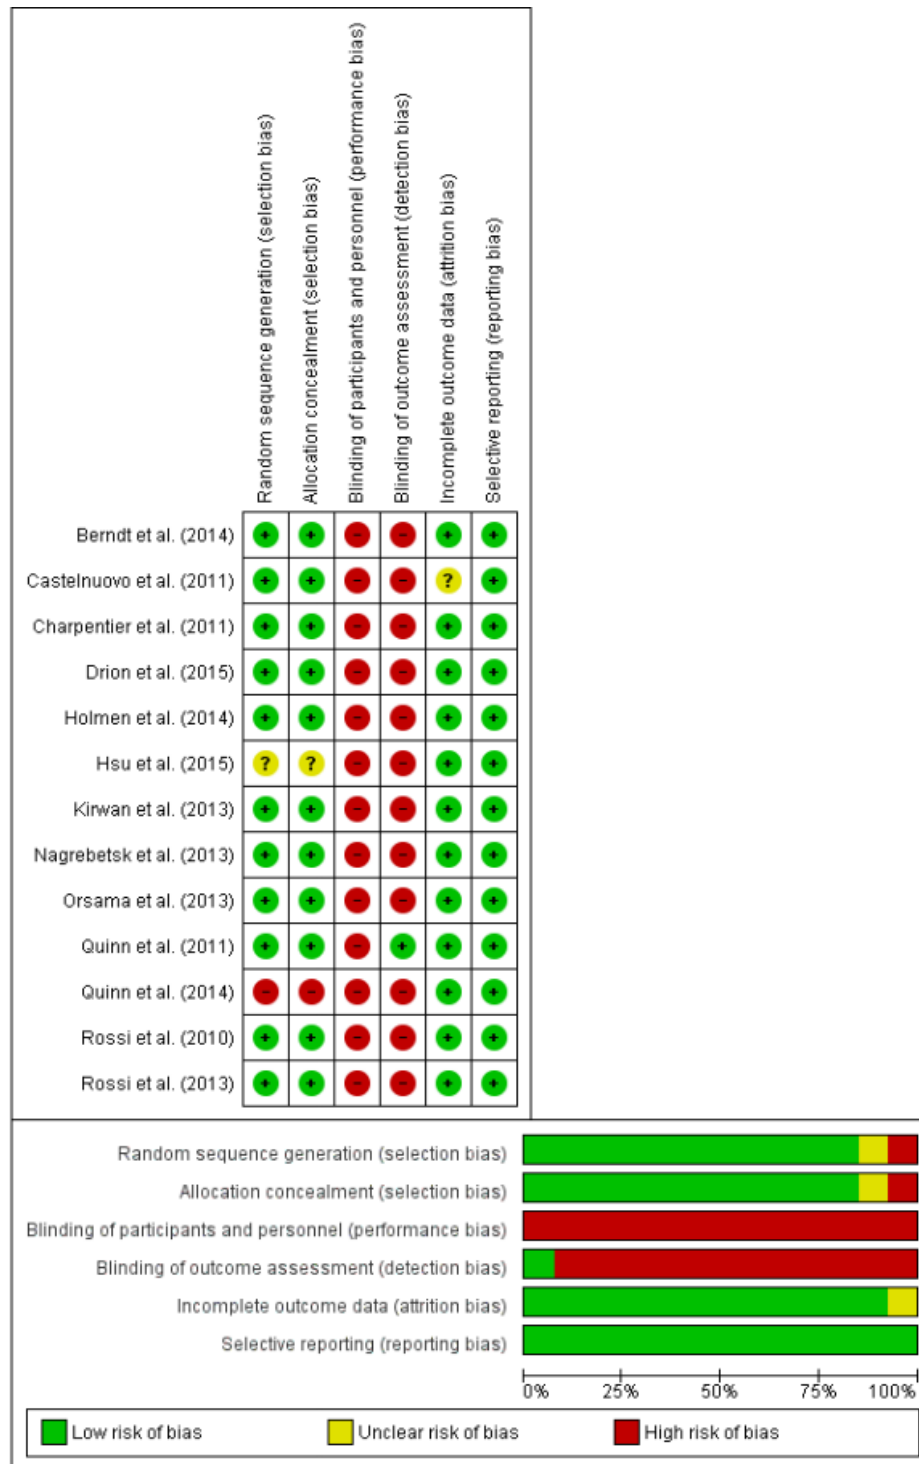 Random sequence generation (selection bias)
Allocation concealment (selection bias)
Blinding of participants and personnel (performance bias)
Blinding of outcome assessment (detection bias)
Incomplete outcome data (attrition bias)
Selective reporting (reporting bias)
Berndt et al. (2014) + + - - + +
Castelnuovo et al. (2011) + + - - ? +
Charpentier et al. (2011) + + - - + +
Drion et al. (2015) + + - - + +
Holmen et al. (2014) + + - - + +
Hsu et al. (2015) ? ? - - + +
Kirwan et al. (2013) + + - - + +
Nagrebetsk et al. (2013) + + - - + +
Orsama et al. (2013) + + - - + +
Quinn et al. (2011) + + - + + +
Quinn et al. (2014) - - - - + +
Rossi et al. (2010) + + - - + +
Rossi et al. (2013) + + - - + +
Random sequence generation (selection bias)
Allocation concealment (selection bias)
Blinding of participants and personnel (performance bias)
Blinding of outcome assessment (detection bias)
Incomplete outcome data (attrition bias)
Selective reporting (reporting bias)
0% 25% 50% 75% 100%
Low risk of bias Unclear risk of bias High risk of bias